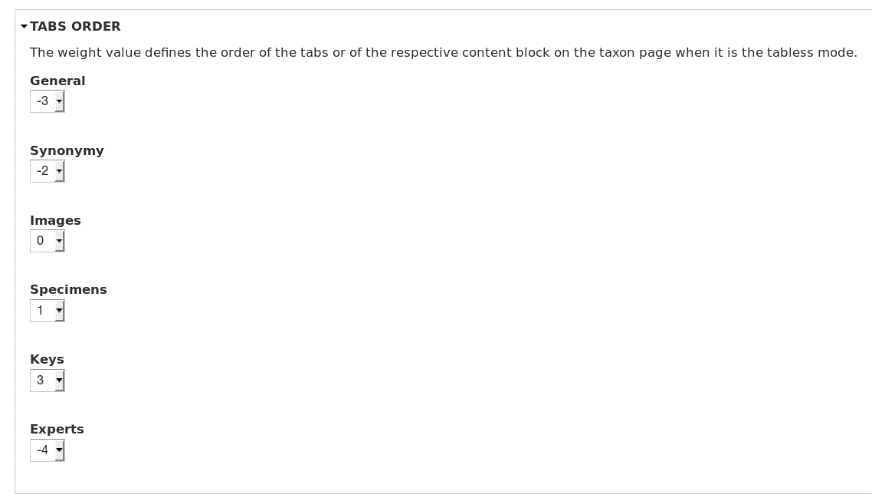 TABS ORDER
The weight value defines the order of the tabs or of the respective content block on the taxon page when it is the tabless mode.
General
-3
Synonymy
-2
Images
0
Specimens
1
Keys
3
Experts
-4